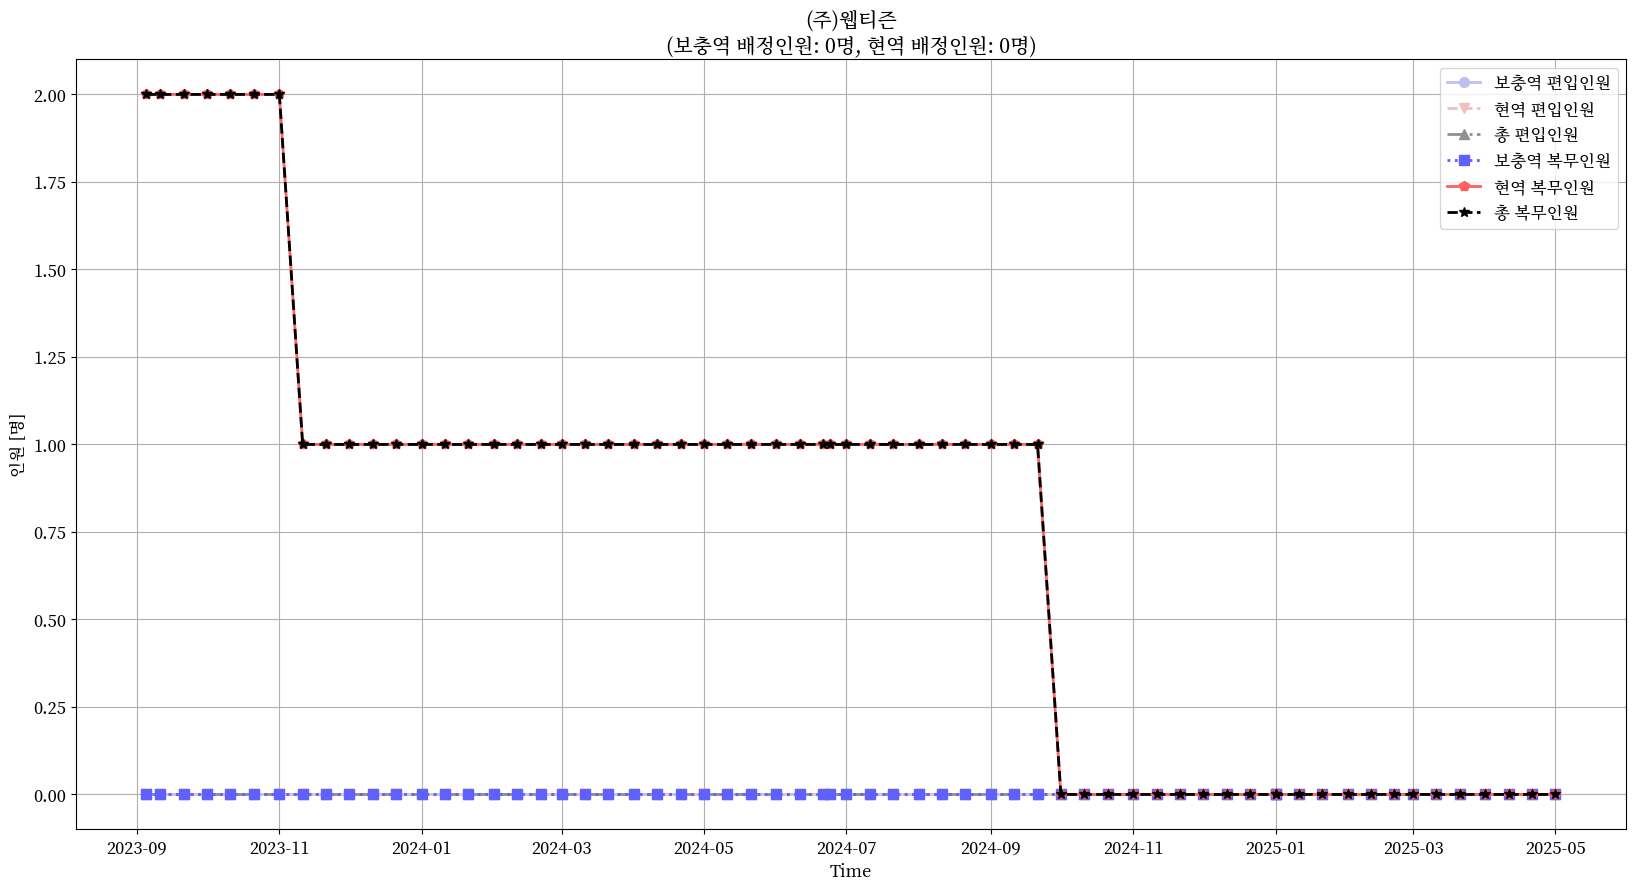 (주)웹티즌
(보충역 배정인원: 0명, 현역 배정인원: 0명)
보충역 편입인원
현역 편입인원
총 편입인원
보충역 복무인원
현역 복무인원
총 복무인원
2.00
1.75
1.50
1.25
1.00
0.75
0.50
0.25
0.00
인원 [명]
2023-09
2023-11
2024-01
2024-03
2024-05
2024-07
2024-09
2024-11
2025-01
2025-03
2025-05
Time